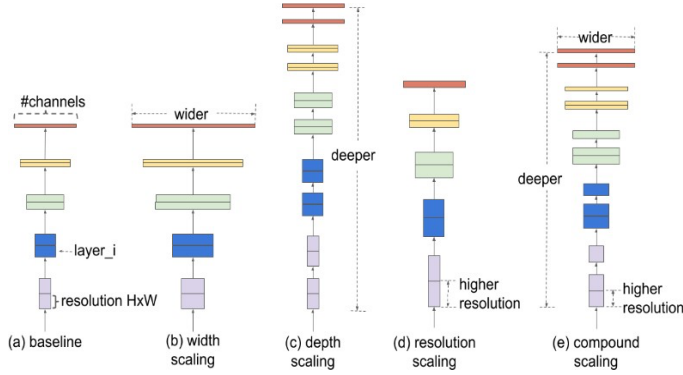 #channels
layer_i
resolution HxW
(a) baseline
wider
(b) width
scaling
deeper
(c) depth
scaling
higher
resolution
(d) resolution
scaling
wider
deeper
higher
resolution
(e) compound
scaling